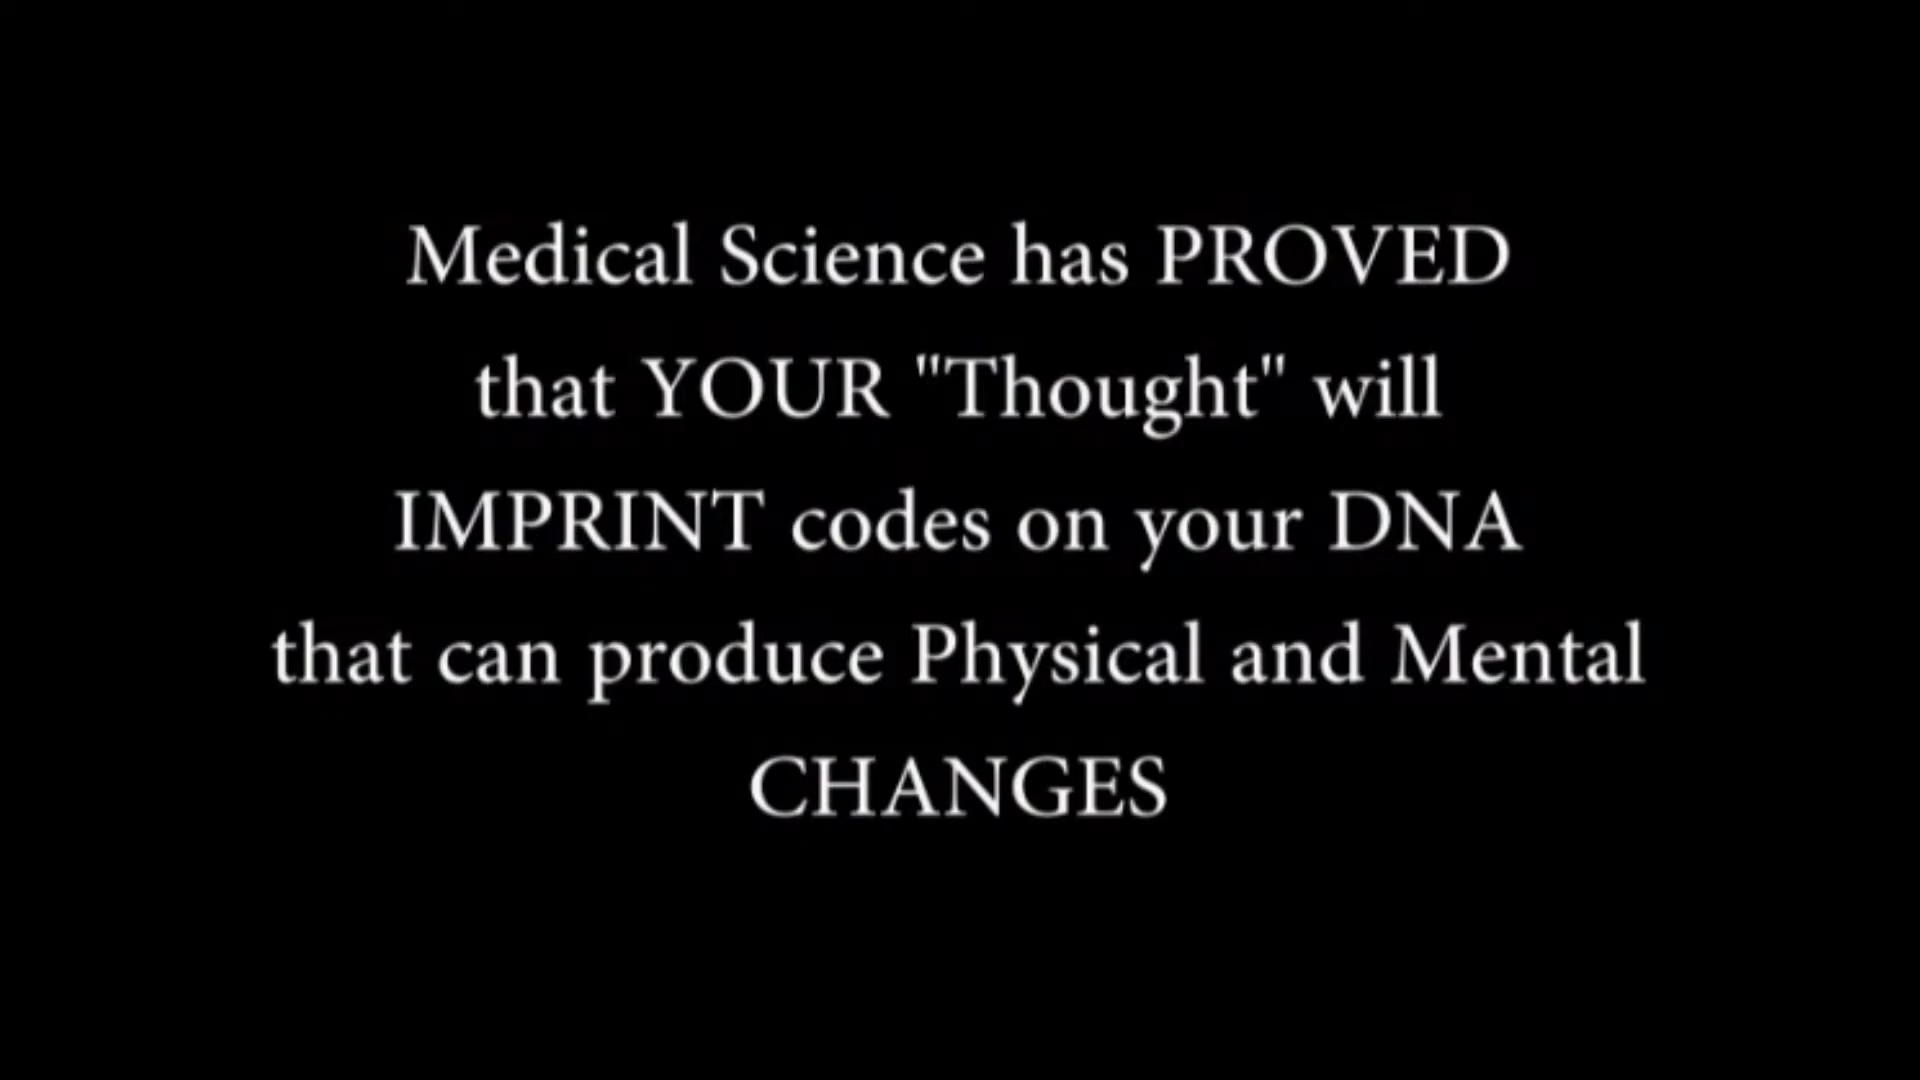 Medical Science has PROVED
that YOUR "Thought" will
IMPRINT codes on your DNA
that can produce Physical and Mental
CHANGES